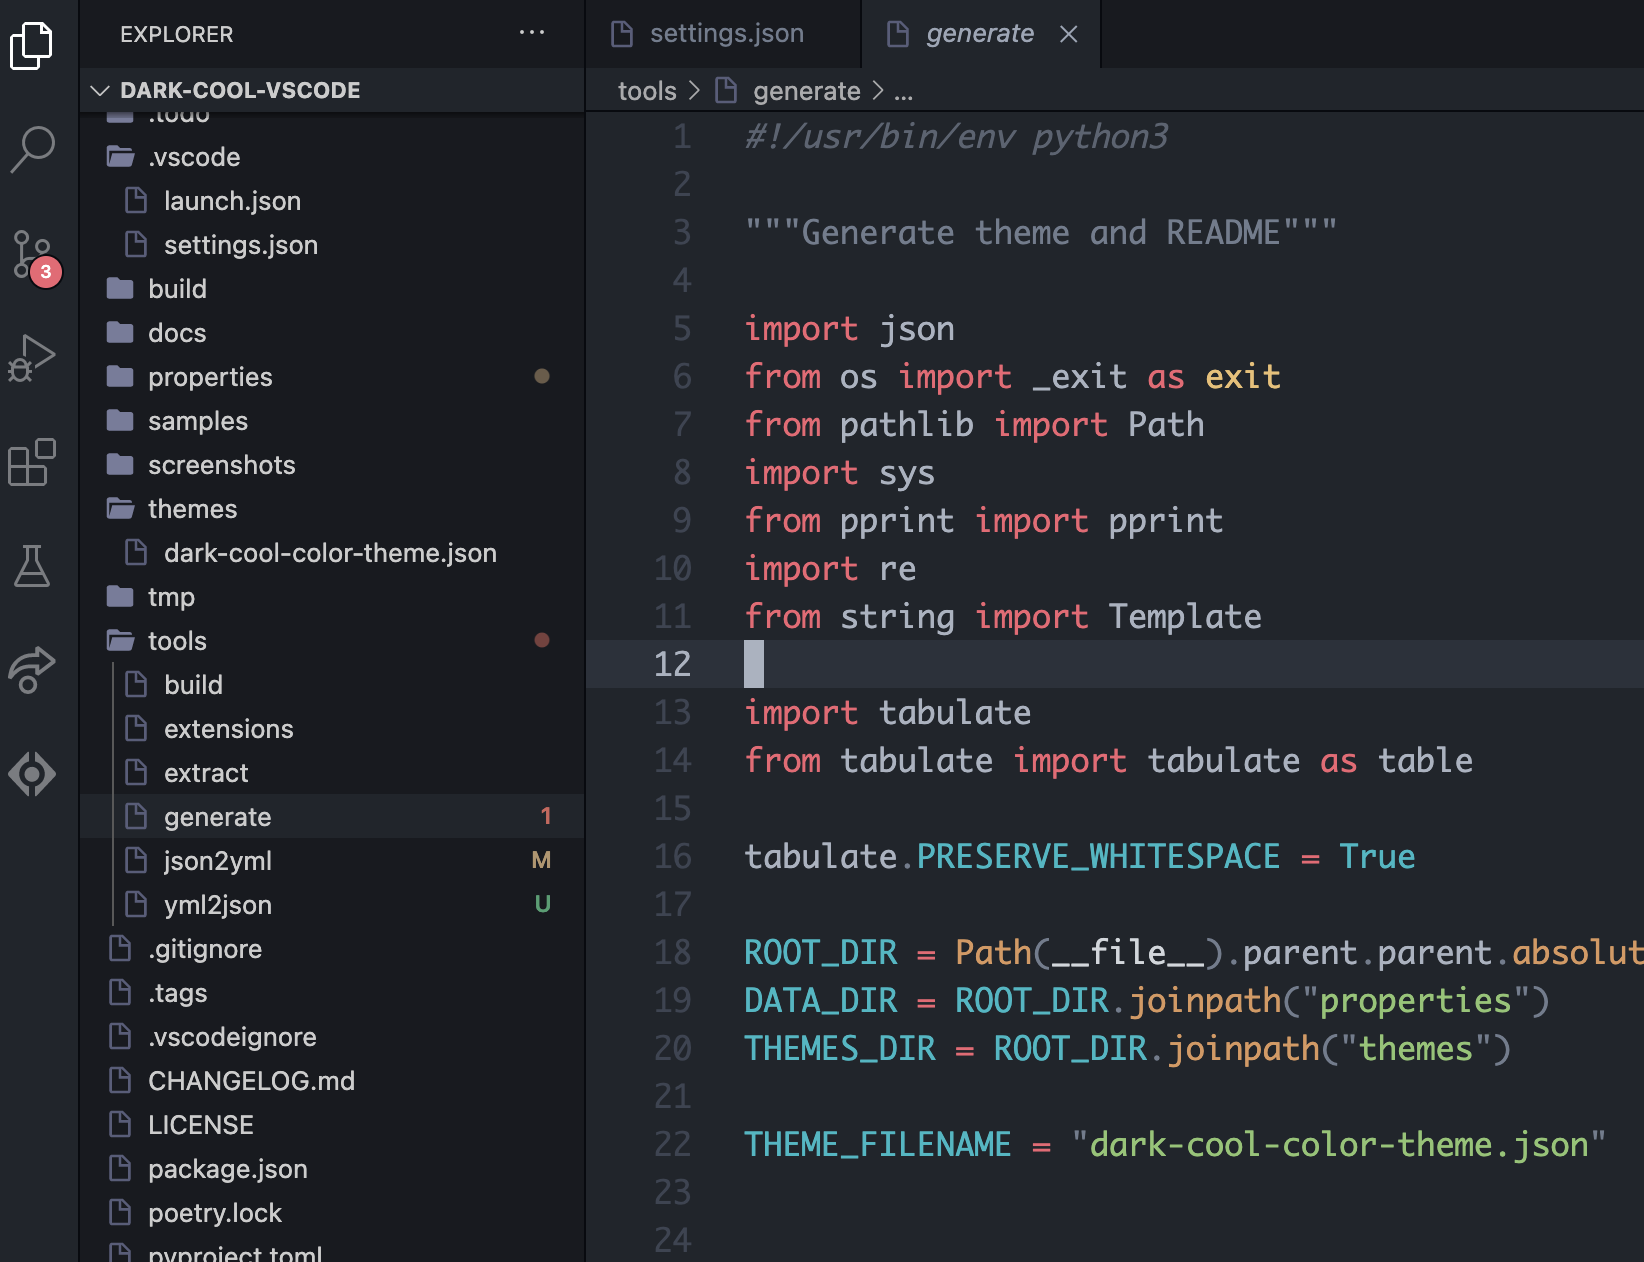 EXPLORER
DARK-COOL-VSCODE
.todo
.vscode
launch.json
settings.json
build
docs
properties
samples
screenshots
themes
dark-cool-color-theme.json
tmp
tools
build
extensions
extract
generate 1
json2yml M
yml2json U
.gitignore
.tags
.vscodeignore
CHANGELOG.md
LICENSE
package.json
poetry.lock
pyproject.toml
3
settings.json
generate
tools > generate > ...
1 #!/usr/bin/env python3
2
3 """Generate theme and README"""
4
5 import json
6 from os import _exit as exit
7 from pathlib import Path
8 import sys
9 from pprint import pprint
10 import re
11 from string import Template
12
13 import tabulate
14 from tabulate import tabulate as table
15
16 tabulate.PRESERVE_WHITESPACE = True
17
18 ROOT_DIR = Path(__file__).parent.parent.absolut
19 DATA_DIR = ROOT_DIR.joinpath("properties")
20 THEMES_DIR = ROOT_DIR.joinpath("themes")
21
22 THEME_FILENAME = "dark-cool-color-theme.json"
23
24